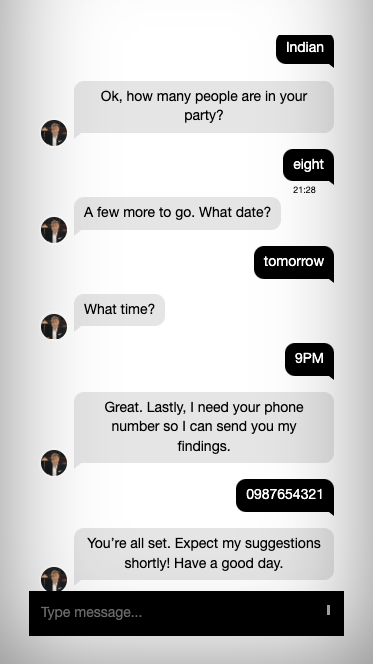 Indian
Ok, how many people are in your
party?
eight
21:28
A few more to go. What date?
tomorrow
What time?
9PM
Great. Lastly, I need your phone
number so I can send you my
findings.
0987654321
You’re all set. Expect my suggestions
shortly! Have a good day.
Type message...